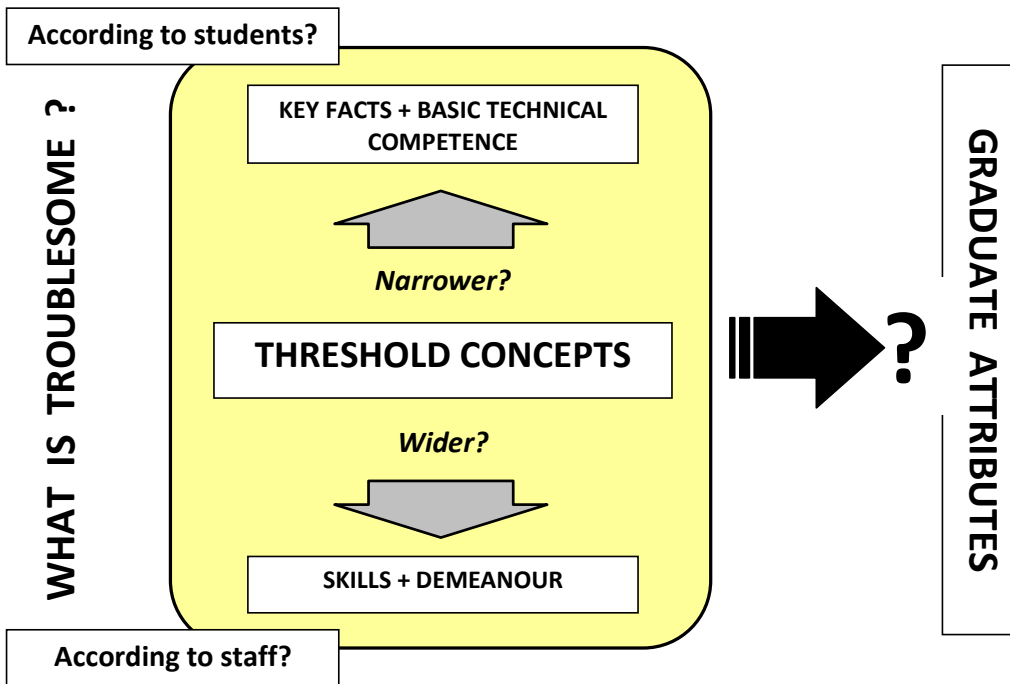 According to students?
WHAT IS TROUBLESOME ?
KEY FACTS + BASIC TECHNICAL
COMPETENCE
Narrower?
THRESHOLD CONCEPTS
Wider?
SKILLS + DEMEANOUR
According to staff?
?
GRADUATE ATTRIBUTES